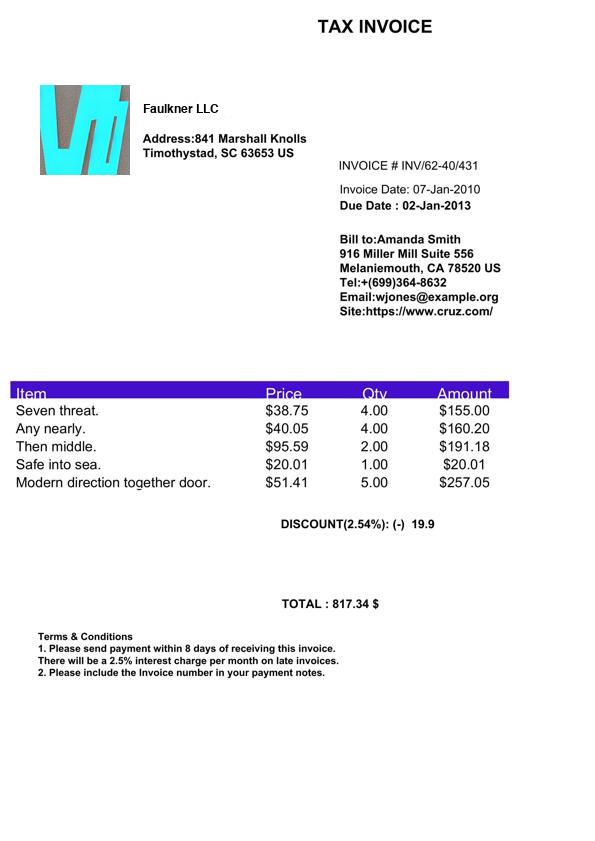 TAX INVOICE
Faulkner LLC
Address:841 Marshall Knolls
Timothystad, SC 63653 US
INVOICE # INV/62-40/431
Invoice Date: 07-Jan-2010
Due Date : 02-Jan-2013
Bill to:Amanda Smith
916 Miller Mill Suite 556
Melaniemouth, CA 78520 US
Tel:+(699)364-8632
Email:wjones@example.org
Site:https://www.cruz.com/
Item Price Qty Amount
Seven threat. $38.75 4.00 $155.00
Any nearly. $40.05 4.00 $160.20
Then middle. $95.59 2.00 $191.18
Safe into sea. $20.01 1.00 $20.01
Modern direction together door. $51.41 5.00 $257.05
DISCOUNT(2.54%): (-) 19.9
TOTAL : 817.34 $
Terms & Conditions
1. Please send payment within 8 days of receiving this invoice.
There will be a 2.5% interest charge per month on late invoices.
2. Please include the Invoice number in your payment notes.